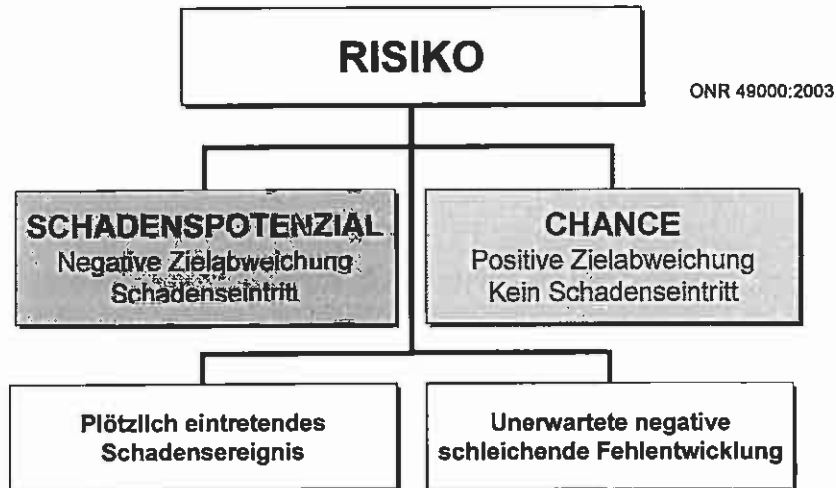 RISIKO
ONR 49000:2003
SCHADENSPOTENZIAL
Negative Zielabweichung
Schadenseintritt
CHANCE
Positive Zielabweichung
Kein Schadenseintritt
Plötzlich eintretendes
Schadensereignis
Unerwartete negative
schleichende Fehlentwicklung